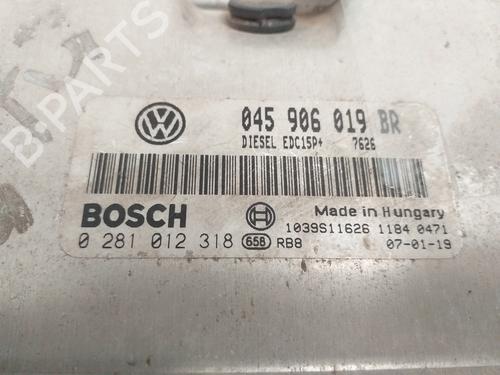 B-PARTS
045 906 019 BR
DIESEL EDC15P+ 7626
BOSCH
Made in Hungary
1039S11626 1184 0471
0 281 012 318 658 RB8 07-01-19